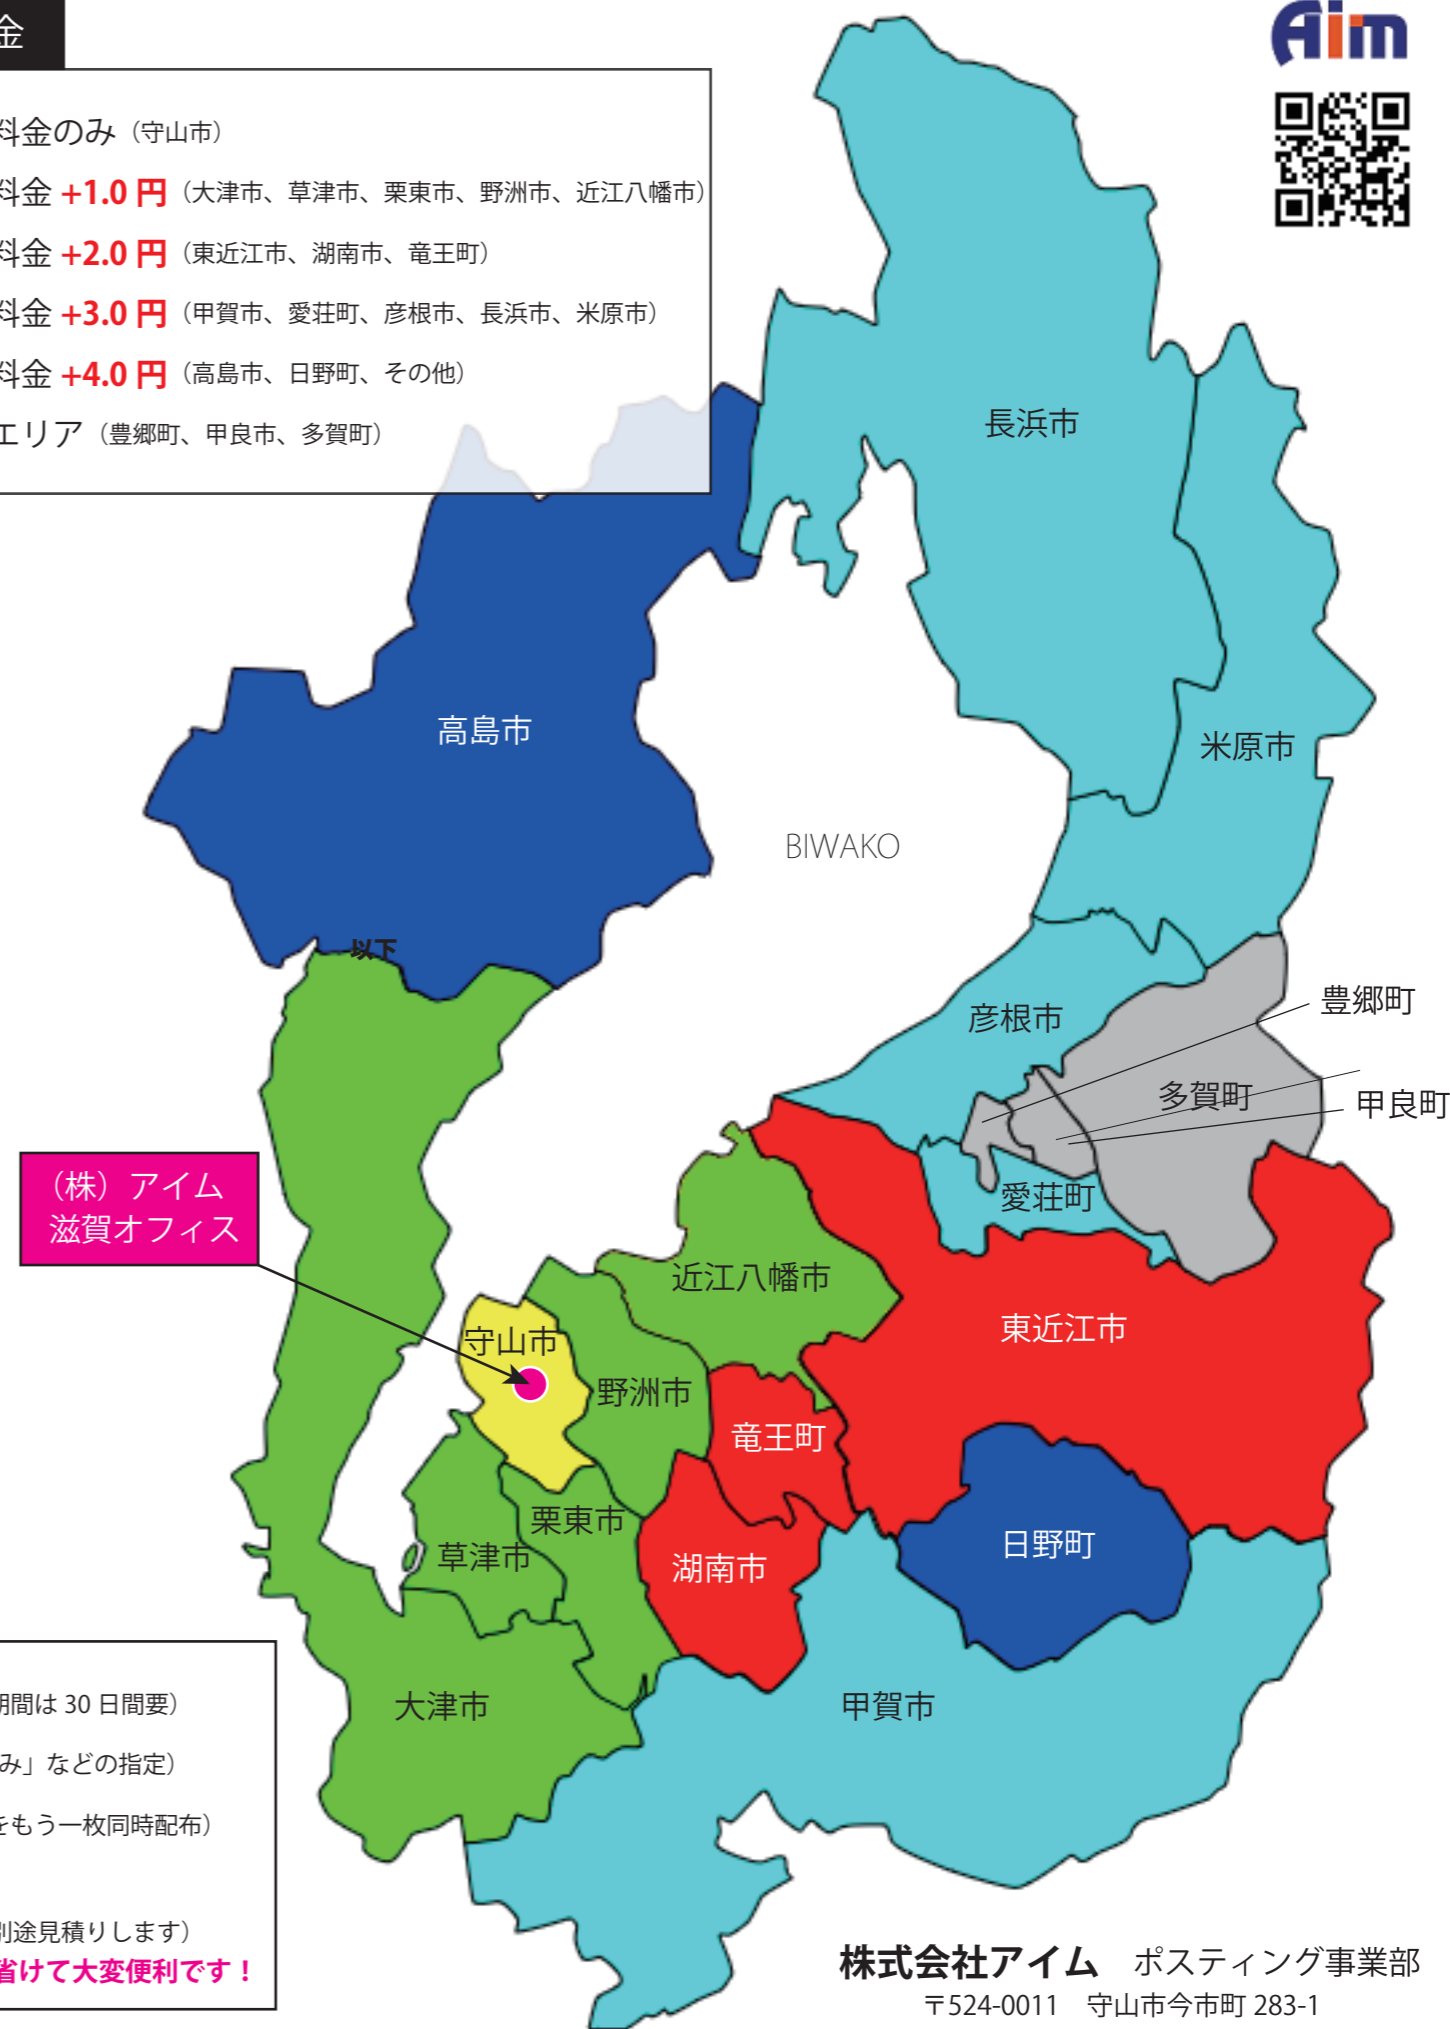 金
Aim
料金のみ（守山市）
料金 +1.0 円（大津市、草津市、栗東市、野洲市、近江八幡市）
料金 +2.0 円（東近江市、湖南市、竜王町）
料金 +3.0 円（甲賀市、愛荘町、彦根市、長浜市、米原市）
料金 +4.0 円（高島市、日野町、その他）
エリア（豊郷町、甲良市、多賀町）
長浜市
高島市
米原市
BIWAKO
以下
豊郷町
彦根市
多賀町
甲良町
（株）アイム
滋賀オフィス
愛荘町
近江八幡市
東近江市
守山市
野洲市
竜王町
栗東市
日野町
草津市
湖南市
大津市
甲賀市
期間は 30 日間要）
み」などの指定）
をもう一枚同時配布）
別途見積りします）
省けて大変便利です！
株式会社アイム　ポスティング事業部
〒524-0011　守山市今市町 283-1